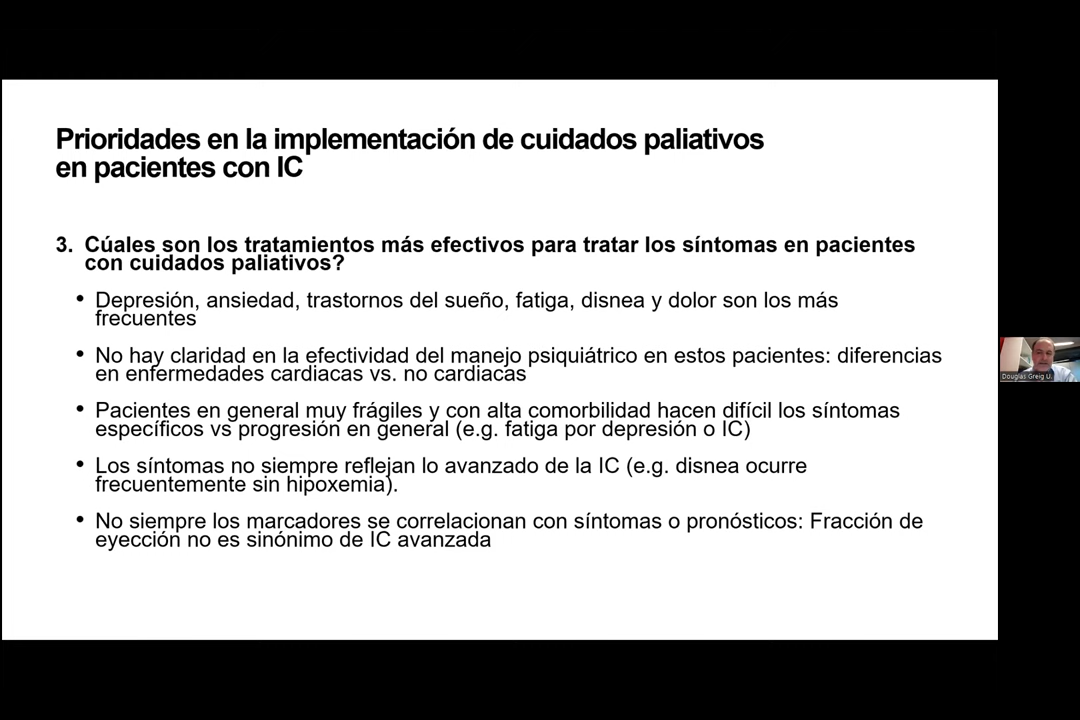 Prioridades en la implementación de cuidados paliativos
en pacientes con IC
3. Cúales son los tratamientos más efectivos para tratar los síntomas en pacientes
con cuidados paliativos?
• Depresión, ansiedad, trastornos del sueño, fatiga, disnea y dolor son los más
frecuentes
• No hay claridad en la efectividad del manejo psiquiátrico en estos pacientes: diferencias
en enfermedades cardiacas vs. no cardiacas
• Pacientes en general muy frágiles y con alta comorbilidad hacen difícil los síntomas
específicos vs progresión en general (e.g. fatiga por depresión o IC)
• Los síntomas no siempre reflejan lo avanzado de la IC (e.g. disnea ocurre
frecuentemente sin hipoxemia).
• No siempre los marcadores se correlacionan con síntomas o pronósticos: Fracción de
eyección no es sinónimo de IC avanzada
Douglas Greig U.